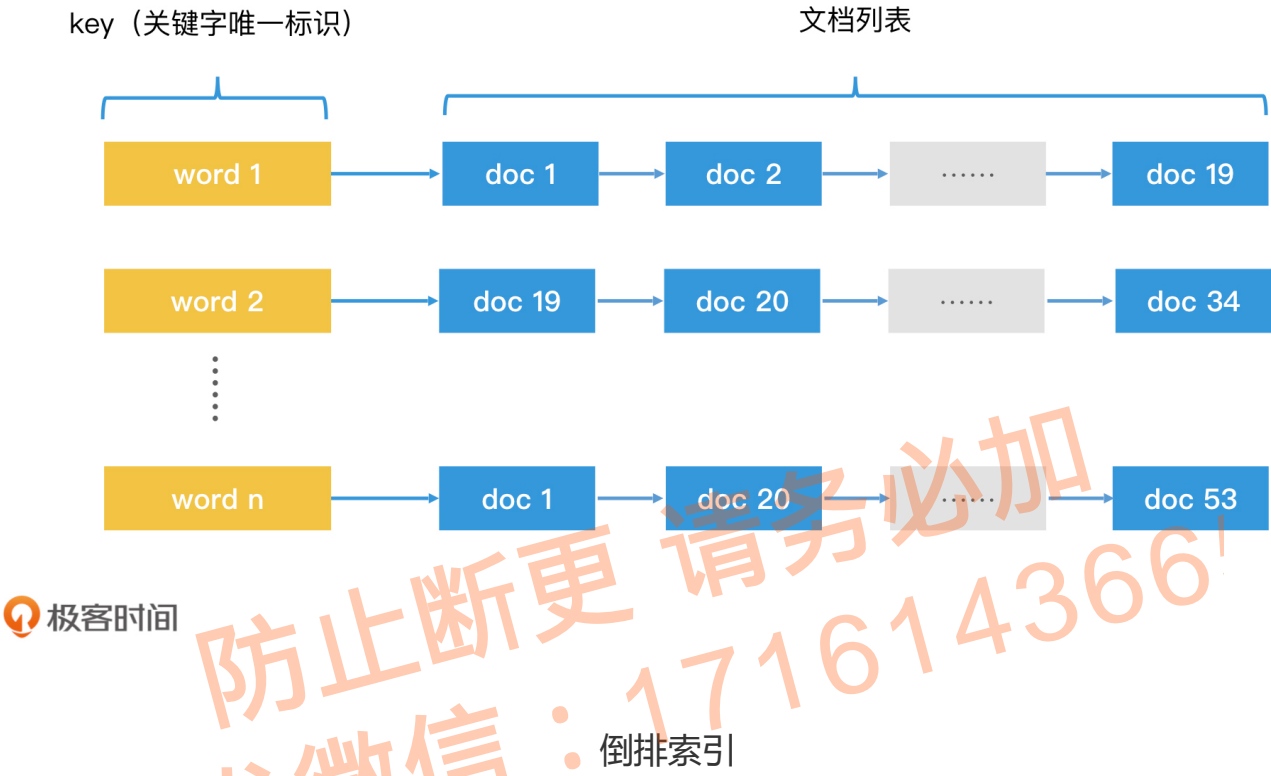 key（关键字唯一标识）
文档列表
word 1 doc 1 doc 2 ...... doc 19
word 2 doc 19 doc 20 ...... doc 34
word n doc 1 doc 20 ...... doc 53
极客时间
防止断更 请务必加
微信：171614366
倒排索引